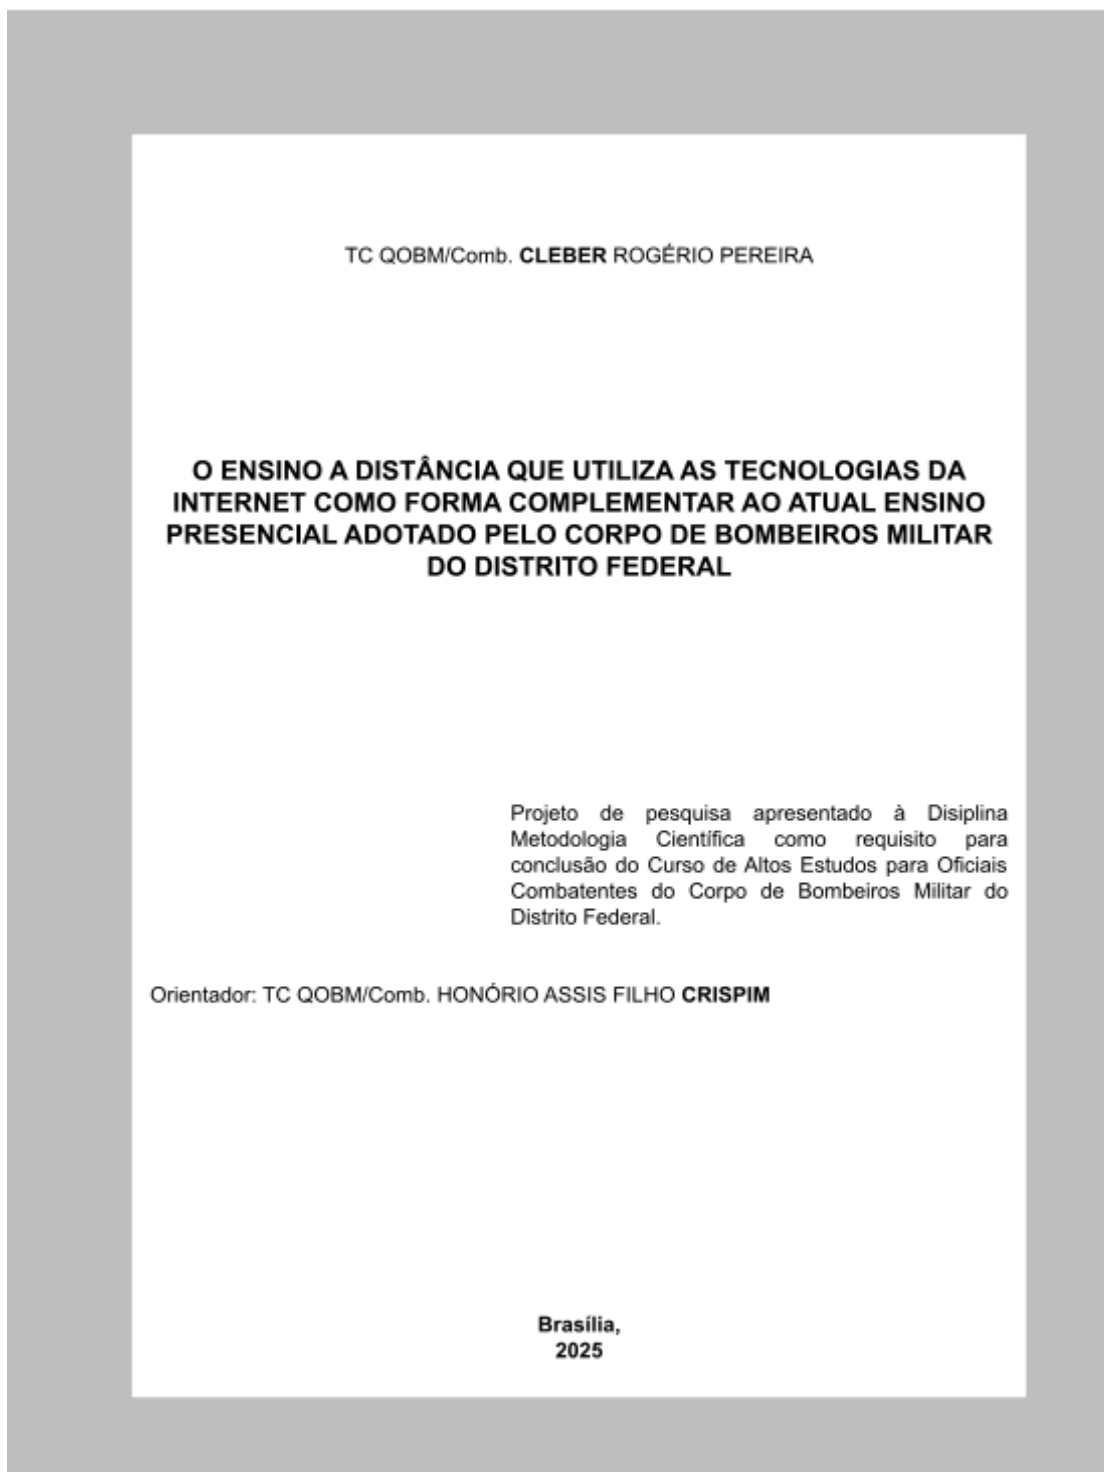 TC QOBM/Comb. CLEBER ROGÉRIO PEREIRA
O ENSINO A DISTÂNCIA QUE UTILIZA AS TECNOLOGIAS DA
INTERNET COMO FORMA COMPLEMENTAR AO ATUAL ENSINO
PRESENCIAL ADOTADO PELO CORPO DE BOMBEIROS MILITAR
DO DISTRITO FEDERAL
Projeto de pesquisa apresentado à Disiplina
Metodologia Científica como requisito para
conclusão do Curso de Altos Estudos para Oficiais
Combatentes do Corpo de Bombeiros Militar do
Distrito Federal.
Orientador: TC QOBM/Comb. HONÓRIO ASSIS FILHO CRISPIM
Brasília,
2025